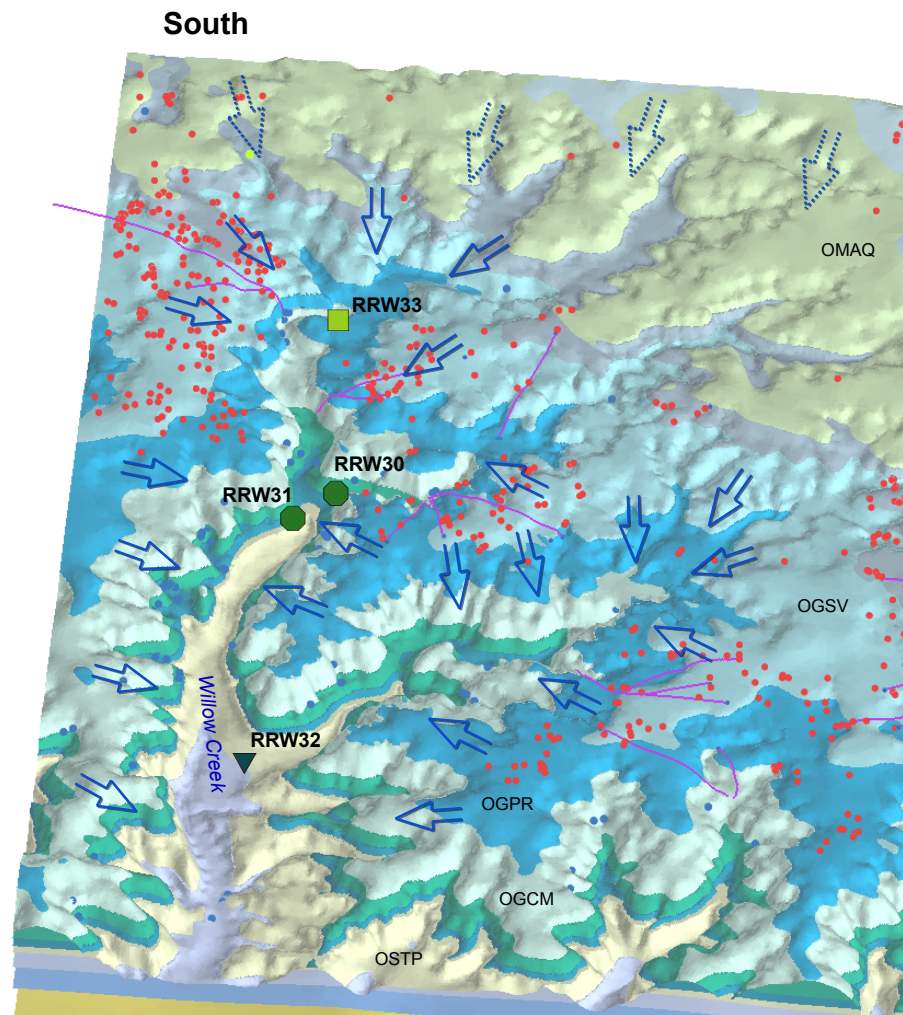 South
OMAQ
RRW33
RRW30
RRW31
OGSV
Willow Creek
RRW32
OGPR
OGCM
OSTP